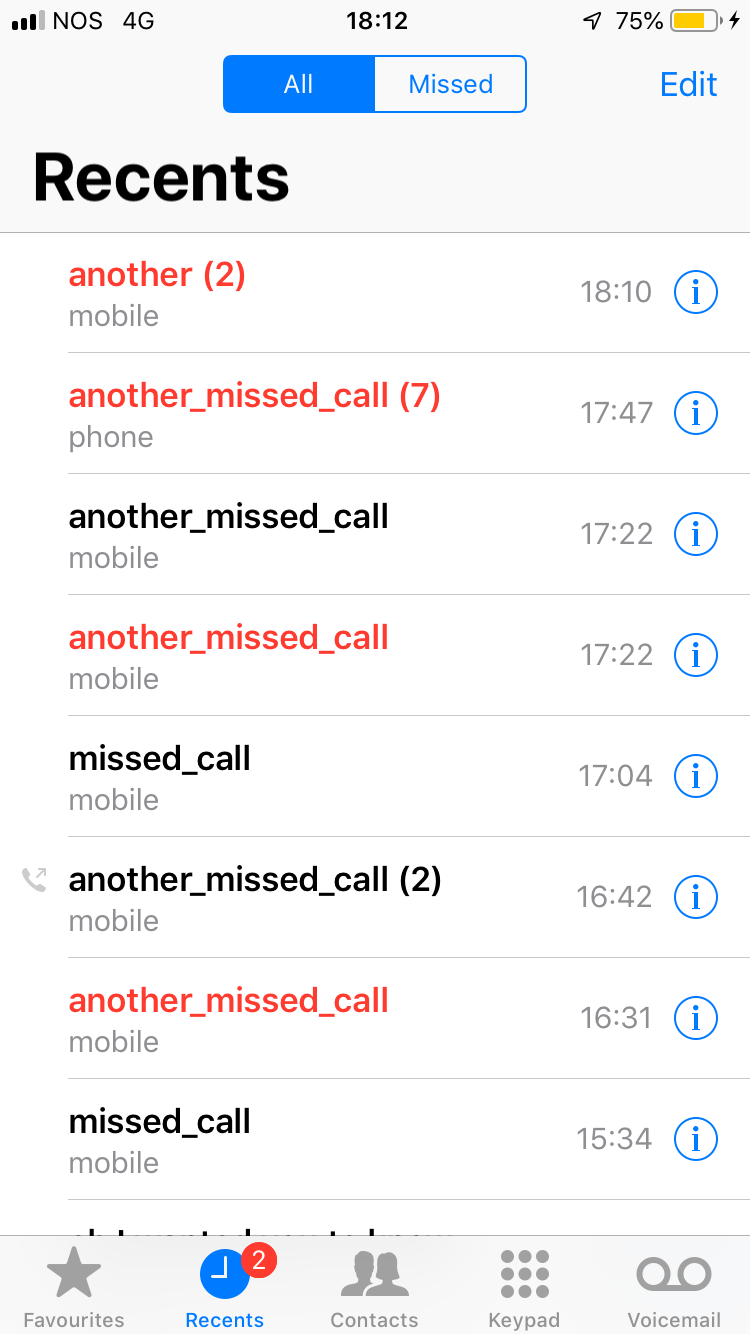 NOS 4G 18:12 75%
All Missed Edit
Recents
another (2)
mobile
18:10
another_missed_call (7)
phone
17:47
another_missed_call
mobile
17:22
another_missed_call
mobile
17:22
missed_call
mobile
17:04
another_missed_call (2)
mobile
16:42
another_missed_call
mobile
16:31
missed_call
mobile
15:34
2
Favourites Recents Contacts Keypad Voicemail